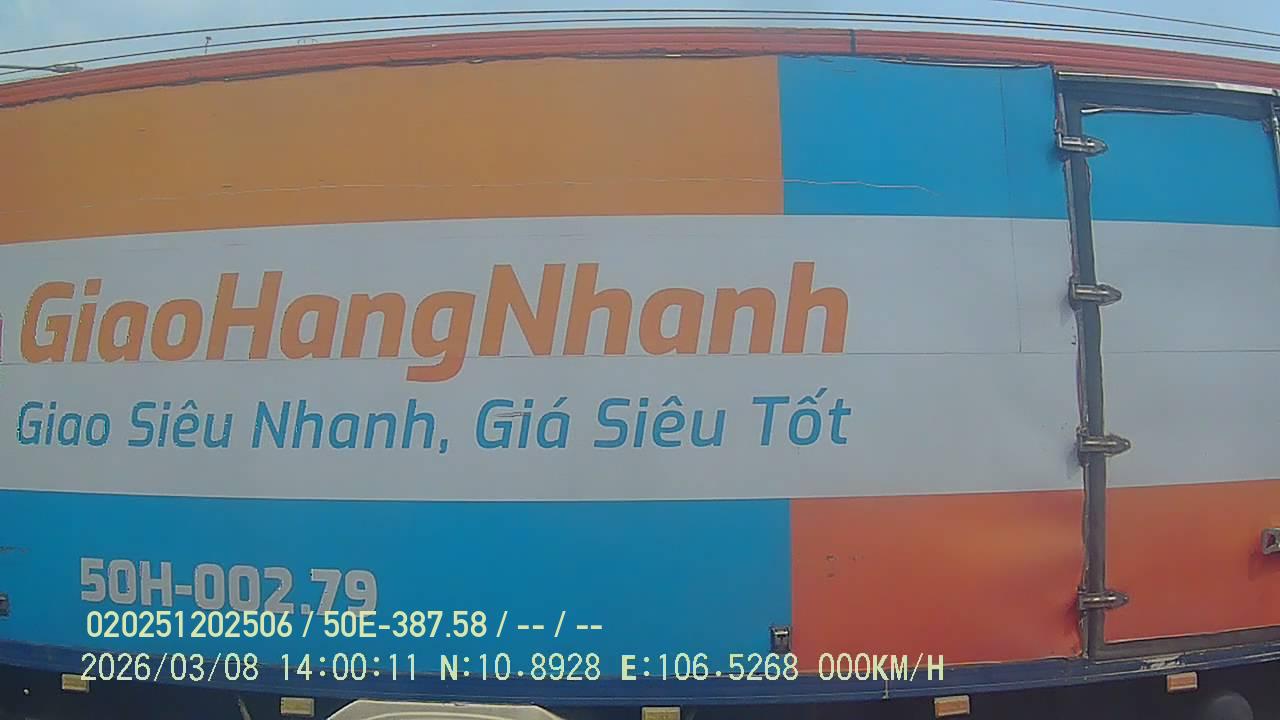 GiaoHangNhanh
Giao Siêu Nhanh, Giá Siêu Tốt
50H-002.79
020251202506 / 50E-387.58 / -- / --
2026/03/08 14:00:11 N:10.8928 E:106.5268 000KM/H